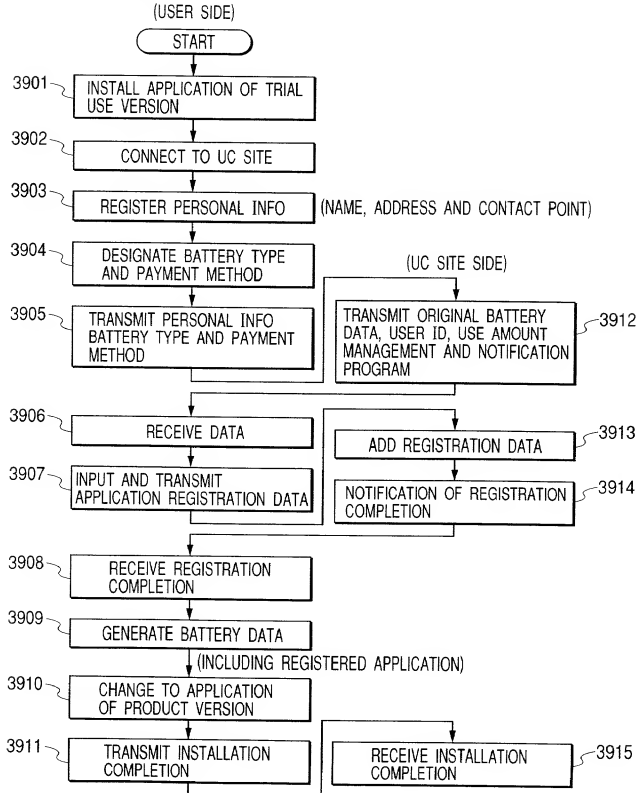 (USER SIDE)
START
3901
INSTALL APPLICATION OF TRIAL
USE VERSION
3902
CONNECT TO UC SITE
3903
REGISTER PERSONAL INFO
(NAME, ADDRESS AND CONTACT POINT)
3904
DESIGNATE BATTERY TYPE
AND PAYMENT METHOD
(UC SITE SIDE)
3905
TRANSMIT PERSONAL INFO
BATTERY TYPE AND PAYMENT
METHOD
TRANSMIT ORIGINAL BATTERY
DATA, USER ID, USE AMOUNT
MANAGEMENT AND NOTIFICATION
PROGRAM
3912
3906
RECEIVE DATA
ADD REGISTRATION DATA
3913
3907
INPUT AND TRANSMIT
APPLICATION REGISTRATION DATA
NOTIFICATION OF REGISTRATION
COMPLETION
3914
3908
RECEIVE REGISTRATION
COMPLETION
3909
GENERATE BATTERY DATA
(INCLUDING REGISTERED APPLICATION)
3910
CHANGE TO APPLICATION
OF PRODUCT VERSION
3911
TRANSMIT INSTALLATION
COMPLETION
RECEIVE INSTALLATION
COMPLETION
3915